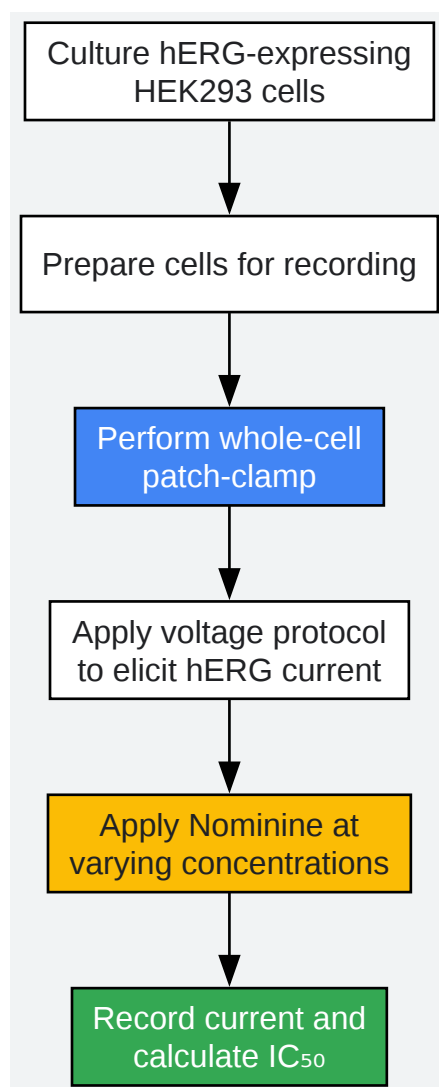 Culture hERG-expressing
HEK293 cells
Prepare cells for recording
Perform whole-cell
patch-clamp
Apply voltage protocol
to elicit hERG current
Apply Nominine at
varying concentrations
Record current and
calculate IC₅₀